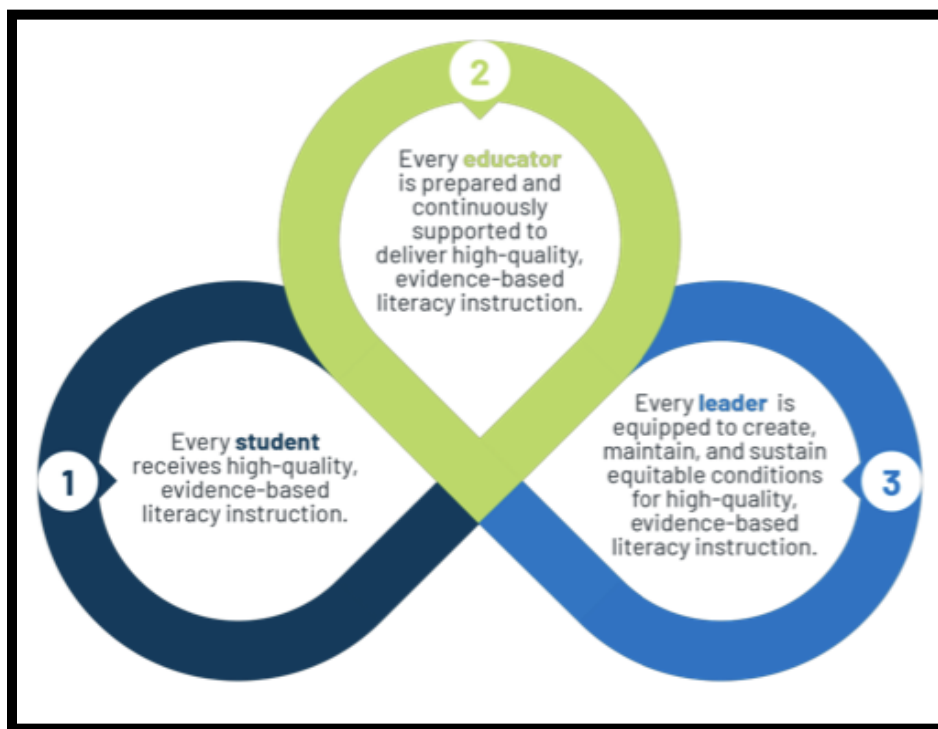 1
Every student
receives high-quality,
evidence-based
literacy instruction.
2
Every educator
is prepared and
continuously
supported to
deliver high-quality,
evidence-based
literacy instruction.
3
Every leader is
equipped to create,
maintain, and sustain
equitable conditions
for high-quality,
evidence-based
literacy instruction.